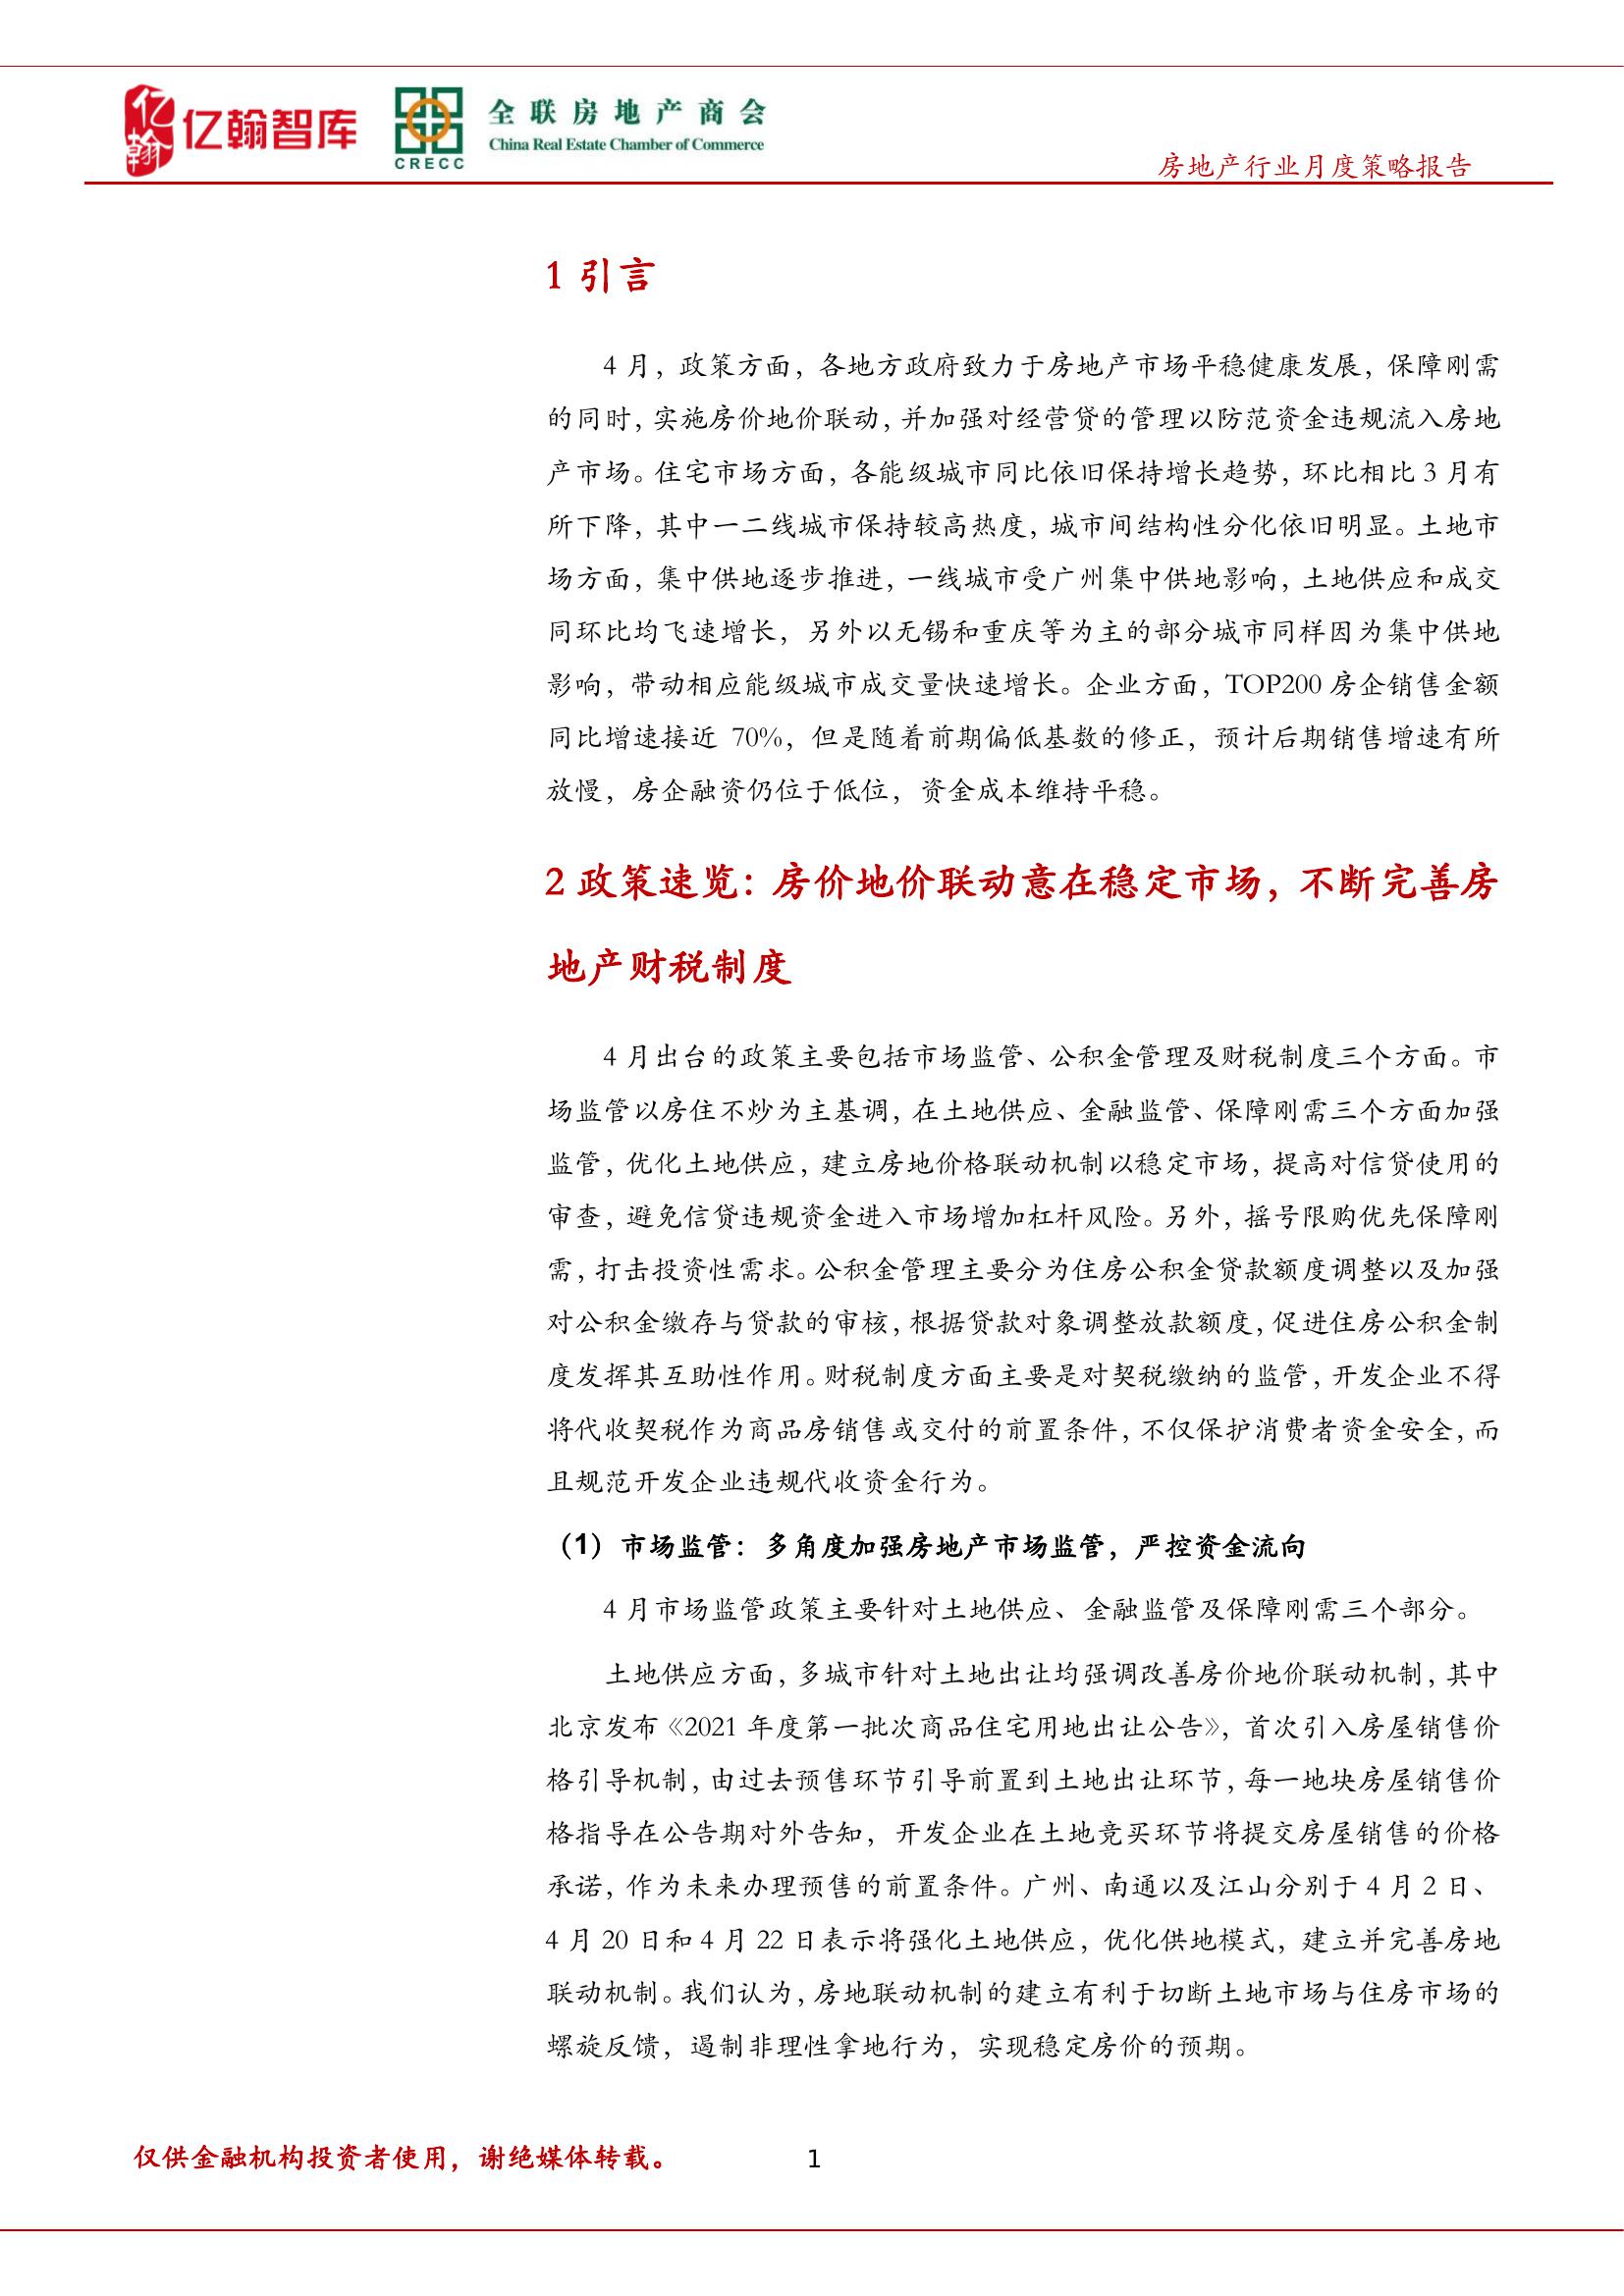 亿翰
亿翰智库
CRECC
全联房地产商会
China Real Estate Chamber of Commerce
房地产行业月度策略报告
1 引言
4 月，政策方面，各地方政府致力于房地产市场平稳健康发展，保障刚需
的同时，实施房价地价联动，并加强对经营贷的管理以防范资金违规流入房地
产市场。住宅市场方面，各能级城市同比依旧保持增长趋势，环比相比 3 月有
所下降，其中一二线城市保持较高热度，城市间结构性分化依旧明显。土地市
场方面，集中供地逐步推进，一线城市受广州集中供地影响，土地供应和成交
同环比均飞速增长，另外以无锡和重庆等为主的部分城市同样因为集中供地
影响，带动相应能级城市成交量快速增长。企业方面，TOP200 房企销售金额
同比增速接近 70%，但是随着前期偏低基数的修正，预计后期销售增速有所
放慢，房企融资仍位于低位，资金成本维持平稳。
2 政策速览：房价地价联动意在稳定市场，不断完善房
地产财税制度
4 月出台的政策主要包括市场监管、公积金管理及财税制度三个方面。市
场监管以房住不炒为主基调，在土地供应、金融监管、保障刚需三个方面加强
监管，优化土地供应，建立房地价格联动机制以稳定市场，提高对信贷使用的
审查，避免信贷违规资金进入市场增加杠杆风险。另外，摇号限购优先保障刚
需，打击投资性需求。公积金管理主要分为住房公积金贷款额度调整以及加强
对公积金缴存与贷款的审核，根据贷款对象调整放款额度，促进住房公积金制
度发挥其互助性作用。财税制度方面主要是对契税缴纳的监管，开发企业不得
将代收契税作为商品房销售或交付的前置条件，不仅保护消费者资金安全，而
且规范开发企业违规代收资金行为。
（1）市场监管：多角度加强房地产市场监管，严控资金流向
4 月市场监管政策主要针对土地供应、金融监管及保障刚需三个部分。
土地供应方面，多城市针对土地出让均强调改善房价地价联动机制，其中
北京发布《2021 年度第一批次商品住宅用地出让公告》，首次引入房屋销售价
格引导机制，由过去预售环节引导前置到土地出让环节，每一地块房屋销售价
格指导在公告期对外告知，开发企业在土地竞买环节将提交房屋销售的价格
承诺，作为未来办理预售的前置条件。广州、南通以及江山分别于 4 月 2 日、
4 月 20 日和 4 月 22 日表示将强化土地供应，优化供地模式，建立并完善房地
联动机制。我们认为，房地联动机制的建立有利于切断土地市场与住房市场的
螺旋反馈，遏制非理性拿地行为，实现稳定房价的预期。
仅供金融机构投资者使用，谢绝媒体转载。
1